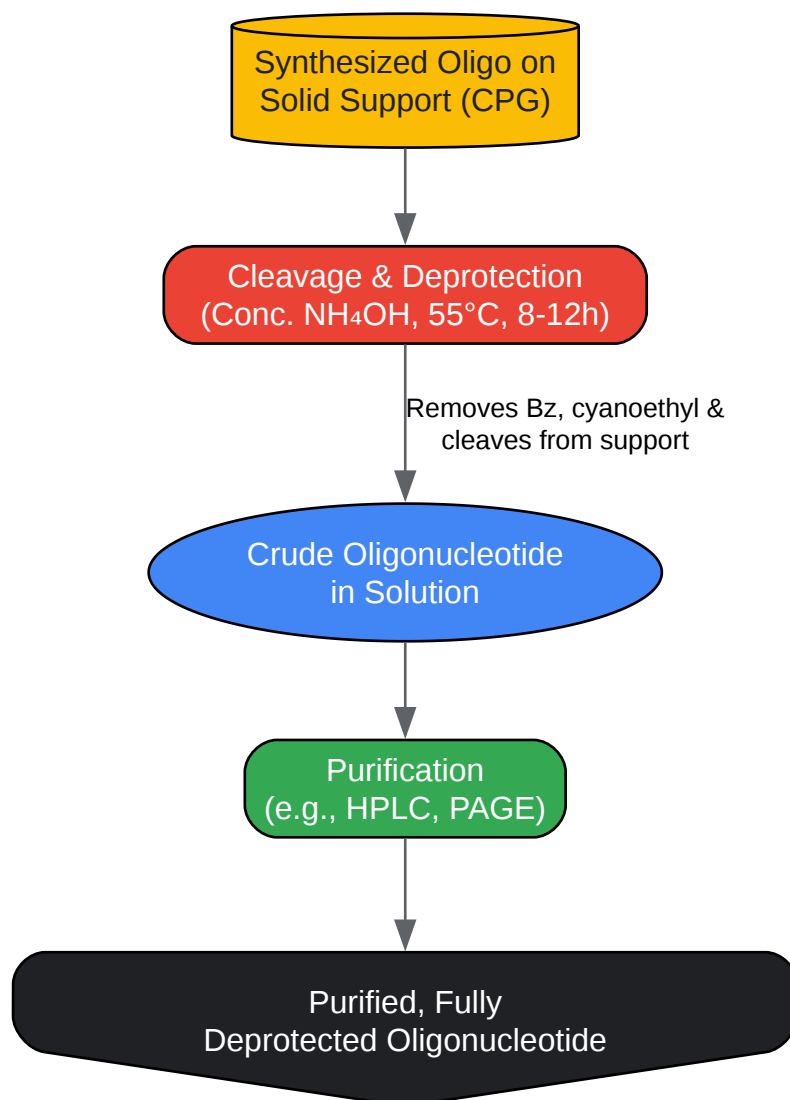 Synthesized Oligo on
Solid Support (CPG)
Cleavage & Deprotection
(Conc. NH₄OH, 55°C, 8-12h)
Removes Bz, cyanoethyl &
cleaves from support
Crude Oligonucleotide
in Solution
Purification
(e.g., HPLC, PAGE)
Purified, Fully
Deprotected Oligonucleotide